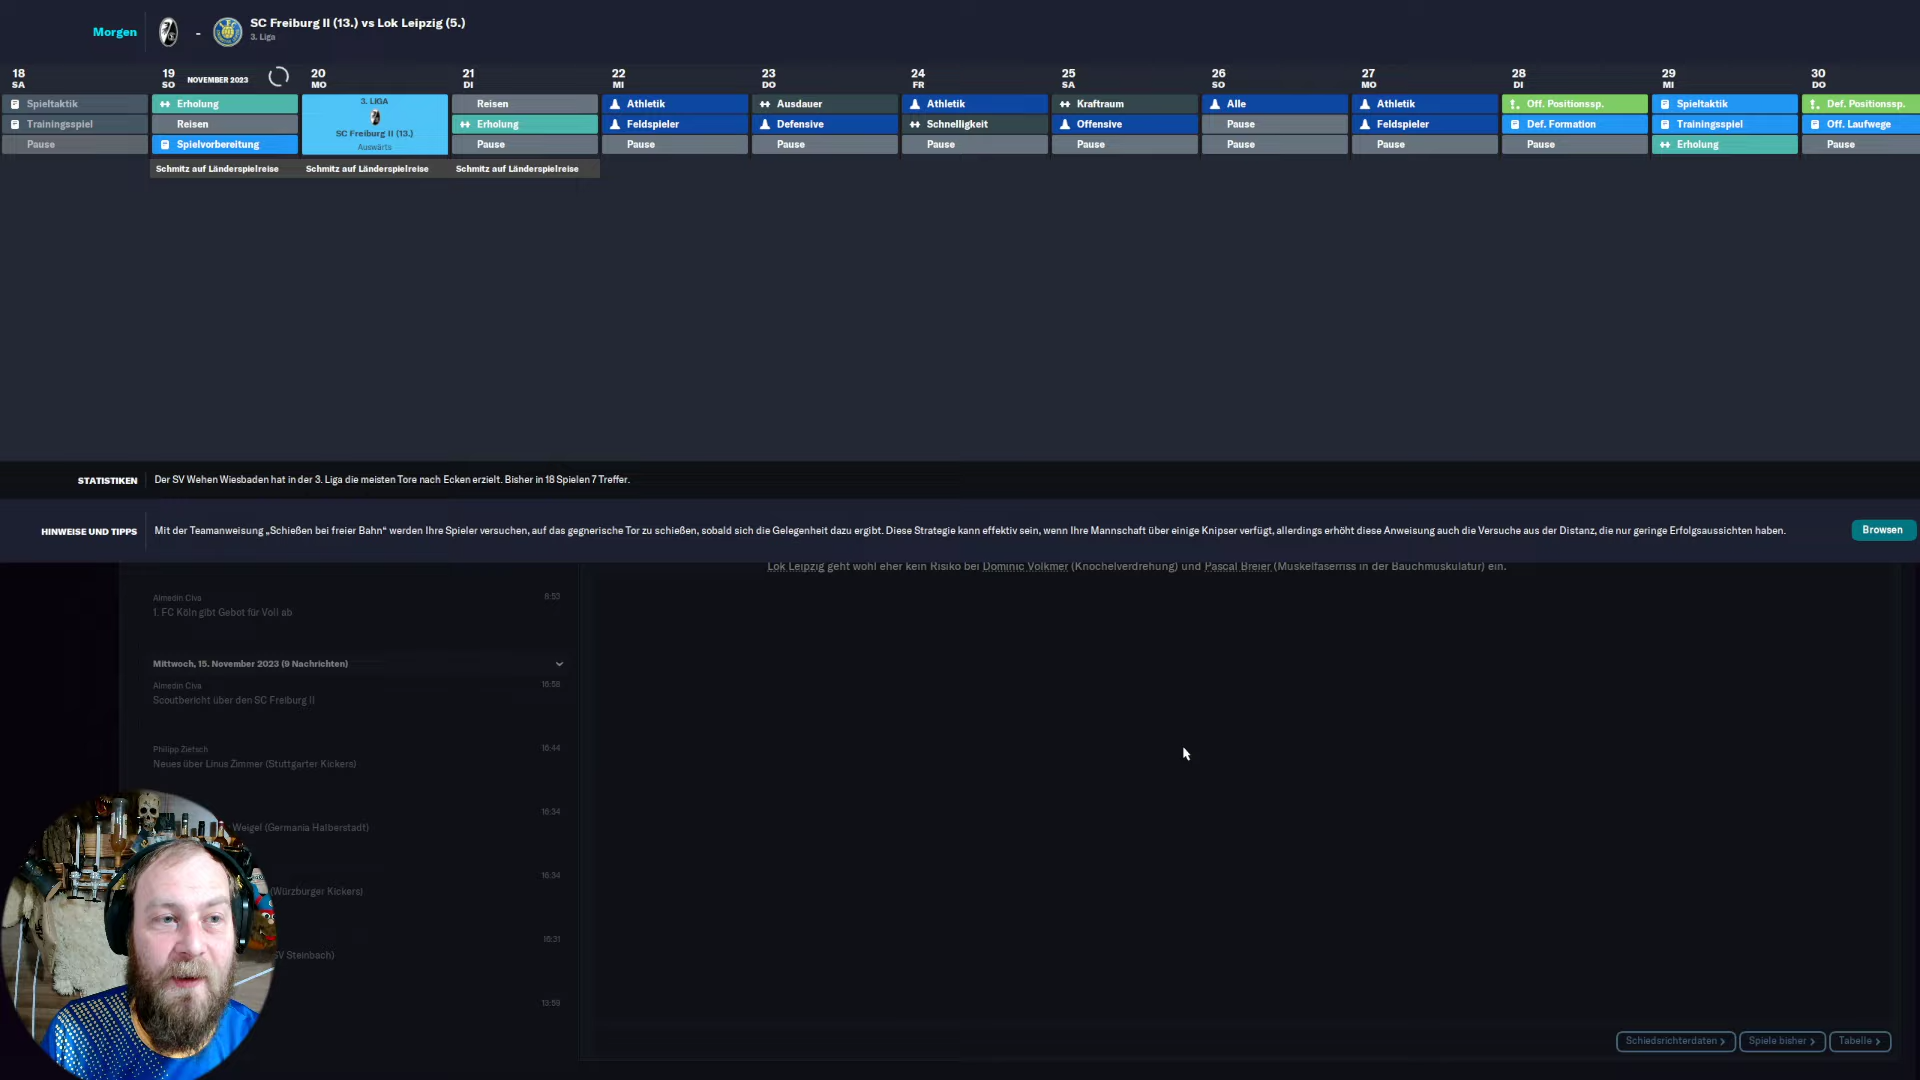 Morgen
-
SC Freiburg II (13.) vs Lok Leipzig (5.)
3. Liga
18 SA
19 SO NOVEMBER 2023
20 MO
21 DI
22 MI
23 DO
24 FR
25 SA
26 SO
27 MO
28 DI
29 MI
30 DO
Spieltaktik
Trainingsspiel
Pause
Erholung
Reisen
Spielvorbereitung
3. LIGA
SC Freiburg II (13.)
Auswärts
Reisen
Erholung
Pause
Athletik
Feldspieler
Pause
Ausdauer
Defensive
Pause
Athletik
Schnelligkeit
Pause
Kraftraum
Offensive
Pause
Alle
Pause
Pause
Athletik
Feldspieler
Pause
Off. Positionssp.
Def. Formation
Pause
Spieltaktik
Trainingsspiel
Erholung
Def. Positionssp.
Off. Laufwege
Pause
Schmitz auf Länderspielreise
Schmitz auf Länderspielreise
Schmitz auf Länderspielreise
STATISTIKEN
Der SV Wehen Wiesbaden hat in der 3. Liga die meisten Tore nach Ecken erzielt. Bisher in 18 Spielen 7 Treffer.
HINWEISE UND TIPPS
Mit der Teamanweisung „Schießen bei freier Bahn“ werden Ihre Spieler versuchen, auf das gegnerische Tor zu schießen, sobald sich die Gelegenheit dazu ergibt. Diese Strategie kann effektiv sein, wenn Ihre Mannschaft über einige Knipser verfügt, allerdings erhöht diese Anweisung auch die Versuche aus der Distanz, die nur geringe Erfolgsaussichten haben.
Browsen
Lok Leipzig geht wohl eher kein Risiko bei Dominic Volkmer (Knöchelverdrehung) und Pascal Breier (Muskelfaserriss in der Bauchmuskulatur) ein.
Almedin Civa
8:53
1. FC Köln gibt Gebot für Voll ab
Mittwoch, 15. November 2023 (9 Nachrichten)
Almedin Civa
16:58
Scoutbericht über den SC Freiburg II
Philipp Zietsch
16:44
Neues über Linus Zimmer (Stuttgarter Kickers)
16:34
Weigel (Germania Halberstadt)
16:34
(Würzburger Kickers)
16:31
SV Steinbach)
13:59
Schiedsrichterdaten
Spiele bisher
Tabelle